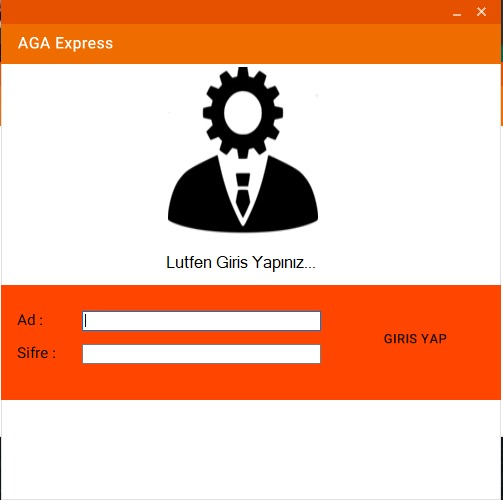 AGA Express
Lutfen Giris Yapınız...
Ad :
Sifre :
GIRIS YAP